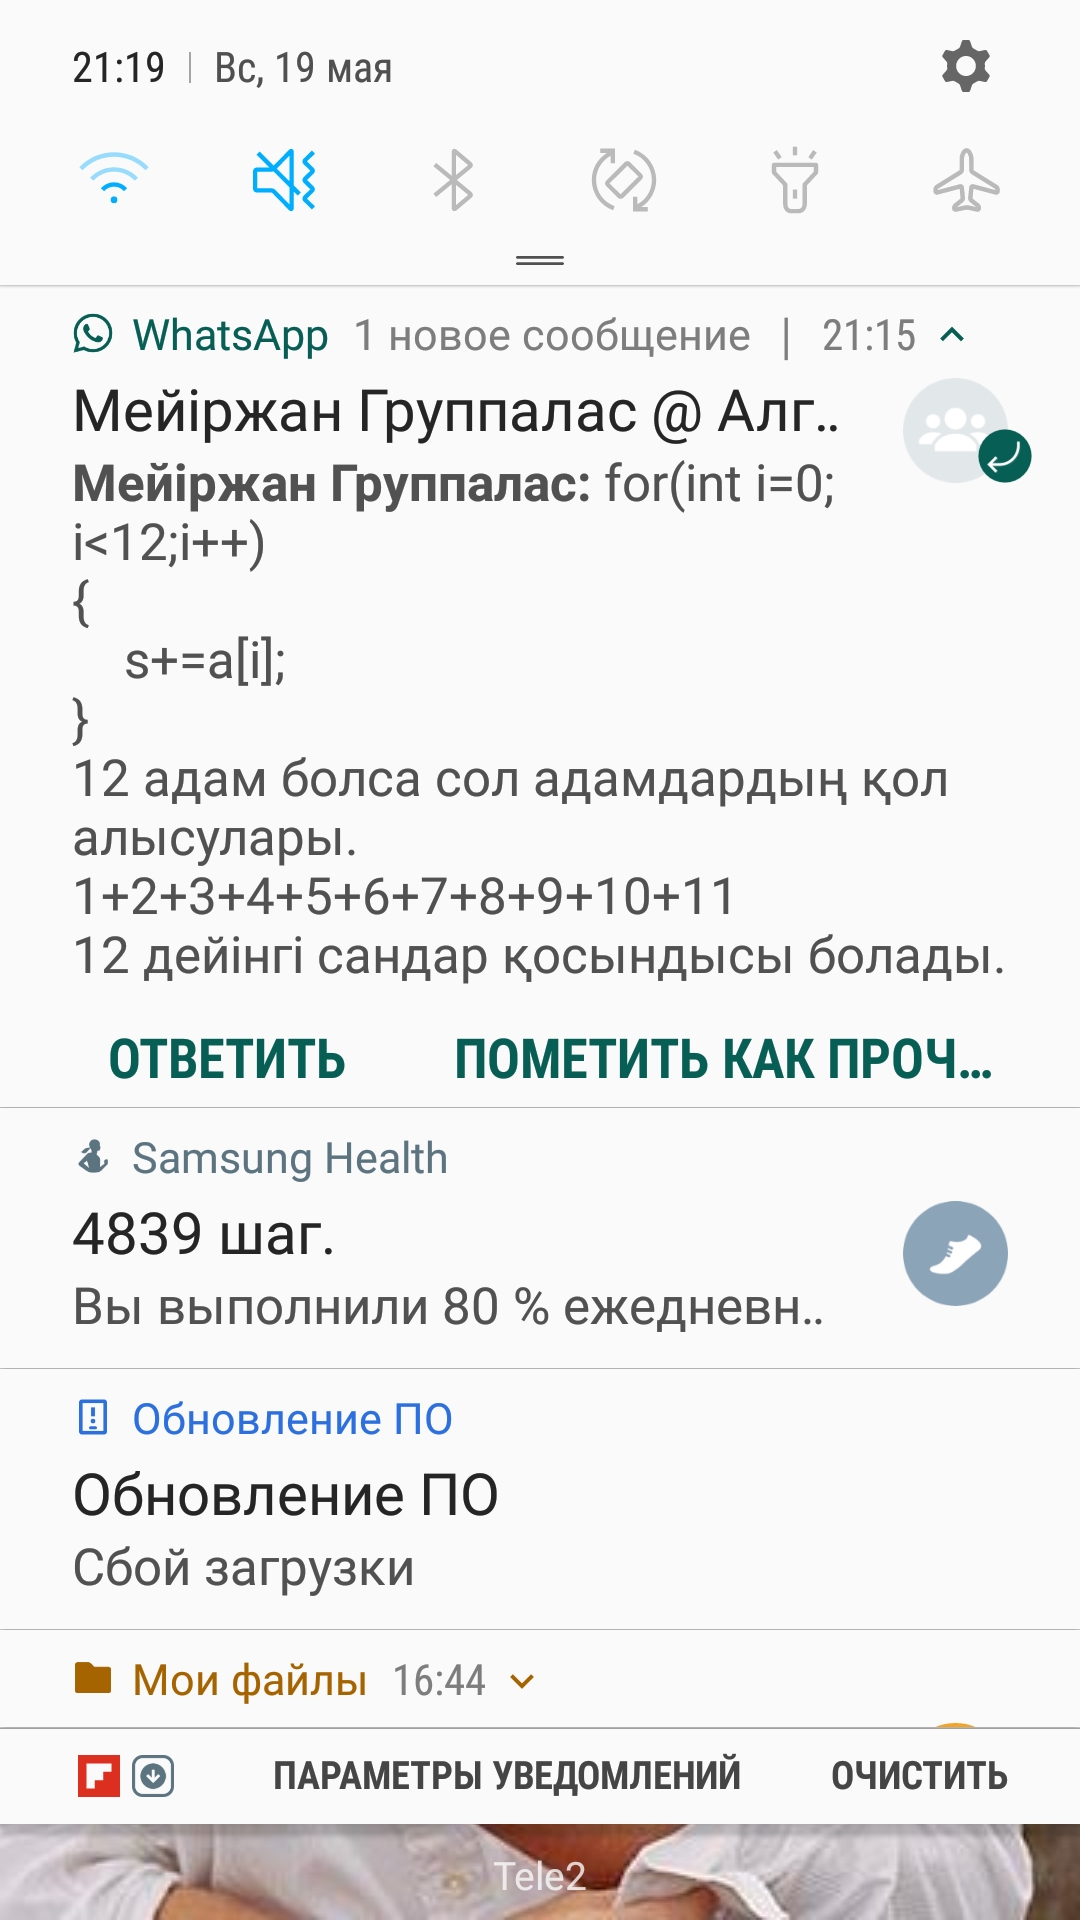 21:19 | Вс, 19 мая
WhatsApp 1 новое сообщение | 21:15
Мейіржан Группалас @ Алг..
Мейіржан Группалас: for(int i=0;
i<12;i++)
{
s+=a[i];
}
12 адам болса сол адамдардың қол
алысулары.
1+2+3+4+5+6+7+8+9+10+11
12 дейінгі сандар қосындысы болады.
ОТВЕТИТЬ ПОМЕТИТЬ КАК ПРОЧ...
Samsung Health
4839 шаг.
Вы выполнили 80 % ежедневн..
Обновление ПО
Обновление ПО
Сбой загрузки
Мои файлы 16:44
ПАРАМЕТРЫ УВЕДОМЛЕНИЙ ОЧИСТИТЬ
Tele2